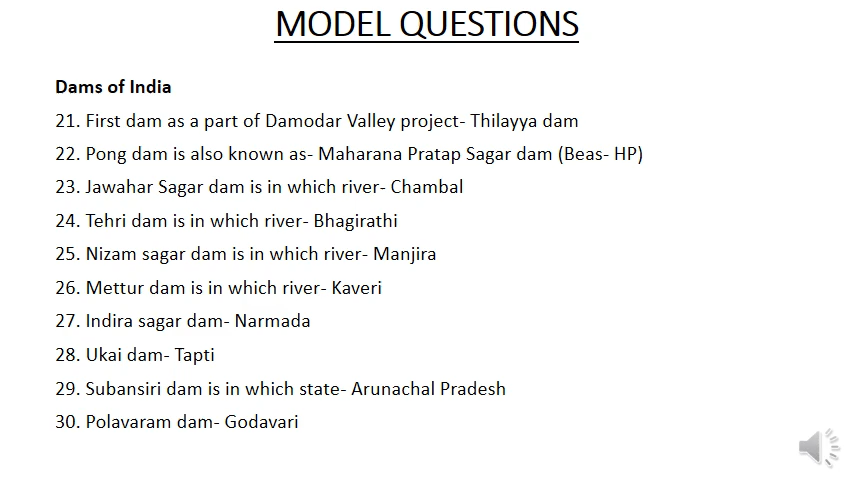 MODEL QUESTIONS
Dams of India
21. First dam as a part of Damodar Valley project- Thilayya dam
22. Pong dam is also known as- Maharana Pratap Sagar dam (Beas- HP)
23. Jawahar Sagar dam is in which river- Chambal
24. Tehri dam is in which river- Bhagirathi
25. Nizam sagar dam is in which river- Manjira
26. Mettur dam is in which river- Kaveri
27. Indira sagar dam- Narmada
28. Ukai dam- Tapti
29. Subansiri dam is in which state- Arunachal Pradesh
30. Polavaram dam- Godavari